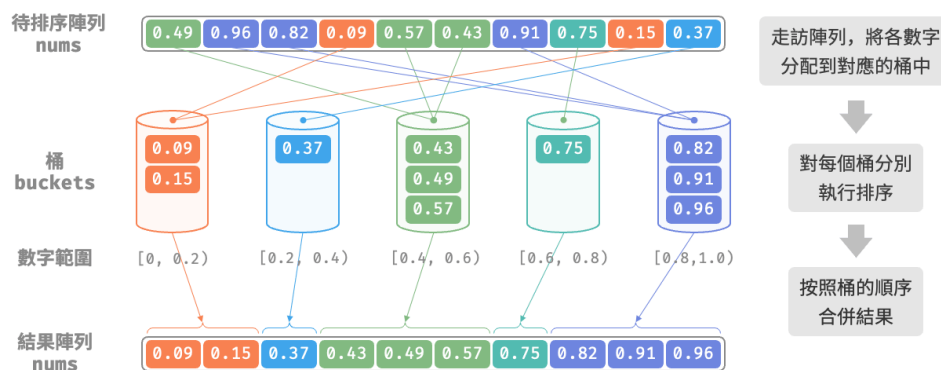 待排序陣列
nums
0.49 0.96 0.82 0.09 0.57 0.43 0.91 0.75 0.15 0.37
走訪陣列，將各數字
分配到對應的桶中
桶
buckets
0.09
0.15
0.37
0.43
0.49
0.57
0.75
0.82
0.91
0.96
對每個桶分別
執行排序
數字範圍
[0, 0.2) [0.2, 0.4) [0.4, 0.6) [0.6, 0.8) [0.8,1.0)
按照桶的順序
合併結果
結果陣列
nums
0.09 0.15 0.37 0.43 0.49 0.57 0.75 0.82 0.91 0.96